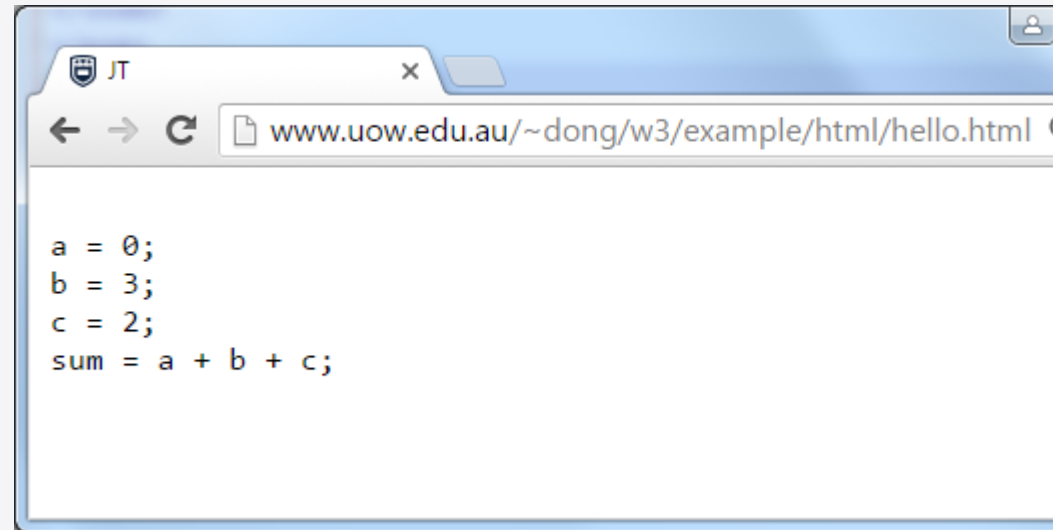 JT
www.uow.edu.au/~dong/w3/example/html/hello.html
a = 0;
b = 3;
c = 2;
sum = a + b + c;